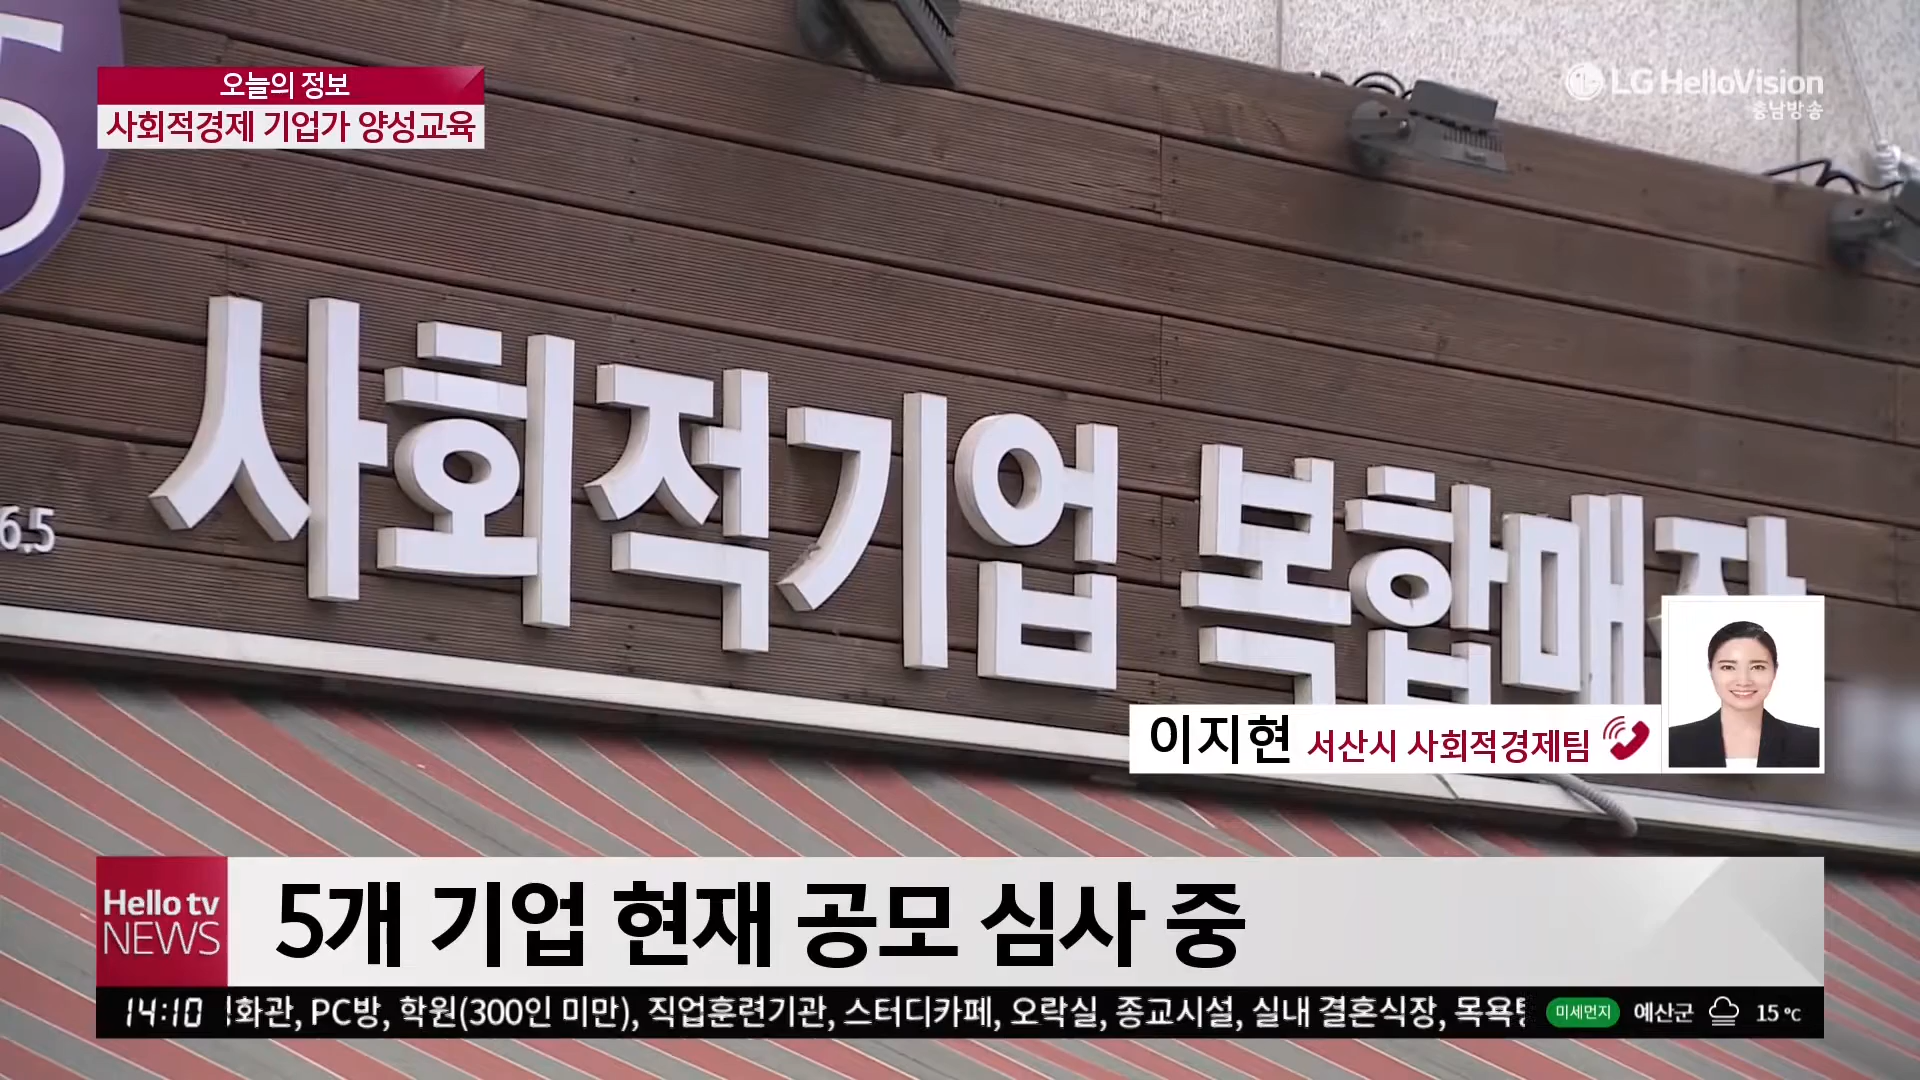 오늘의 정보
사회적경제 기업가 양성교육
LG HelloVision
충남방송
5
6.5
사회적기업 복합매장
이지현 서산시 사회적경제팀
Hello tv
NEWS
5개 기업 현재 공모 심사 중
14:10 화관, PC방, 학원(300인 미만), 직업훈련기관, 스터디카페, 오락실, 종교시설, 실내 결혼식장, 목욕탕 미세먼지 예산군 15℃